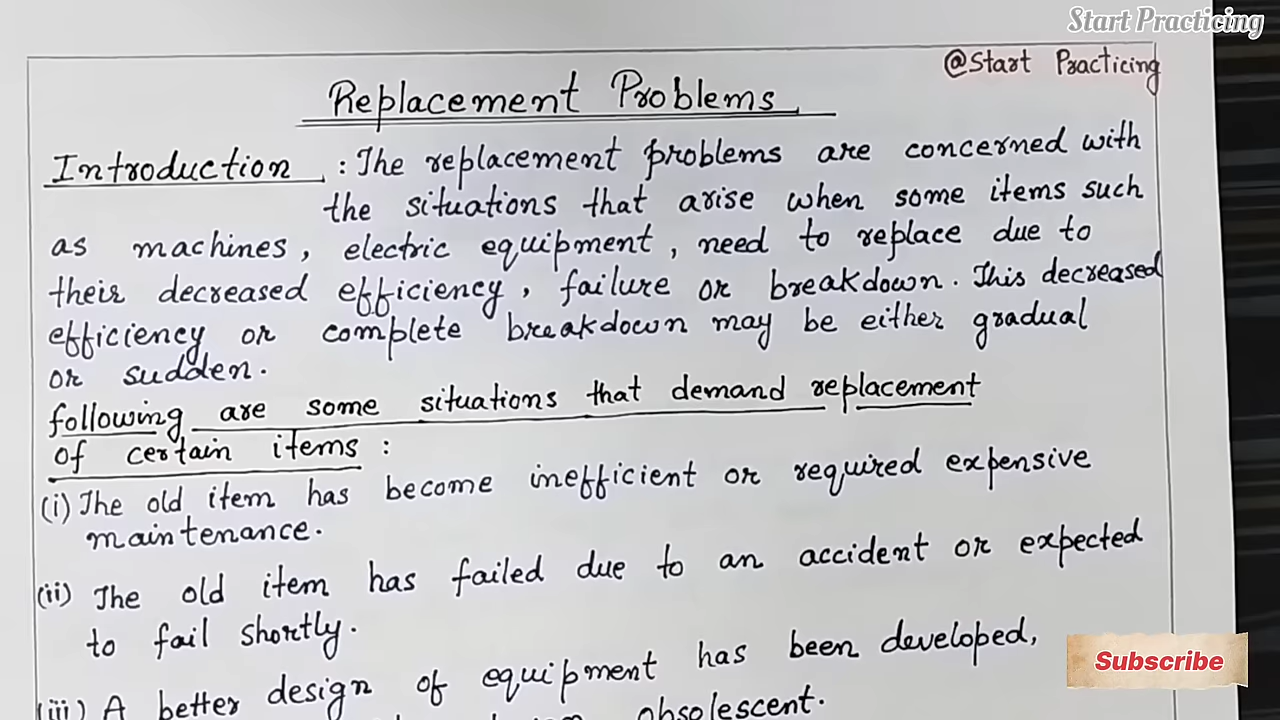 Start Practicing
@Start Practicing
Replacement Problems
Introduction : The replacement problems are concerned with
the situations that arise when some items such
as machines, electric equipment, need to replace due to
their decreased efficiency, failure or breakdown. This decreased
efficiency or complete breakdown may be either gradual
or sudden.
following are some situations that demand replacement
of certain items :
(i) The old item has become inefficient or required expensive
maintenance.
(ii) The old item has failed due to an accident or expected
to fail shortly.
(iii) A better design of equipment has been developed,
obsolescent.
Subscribe